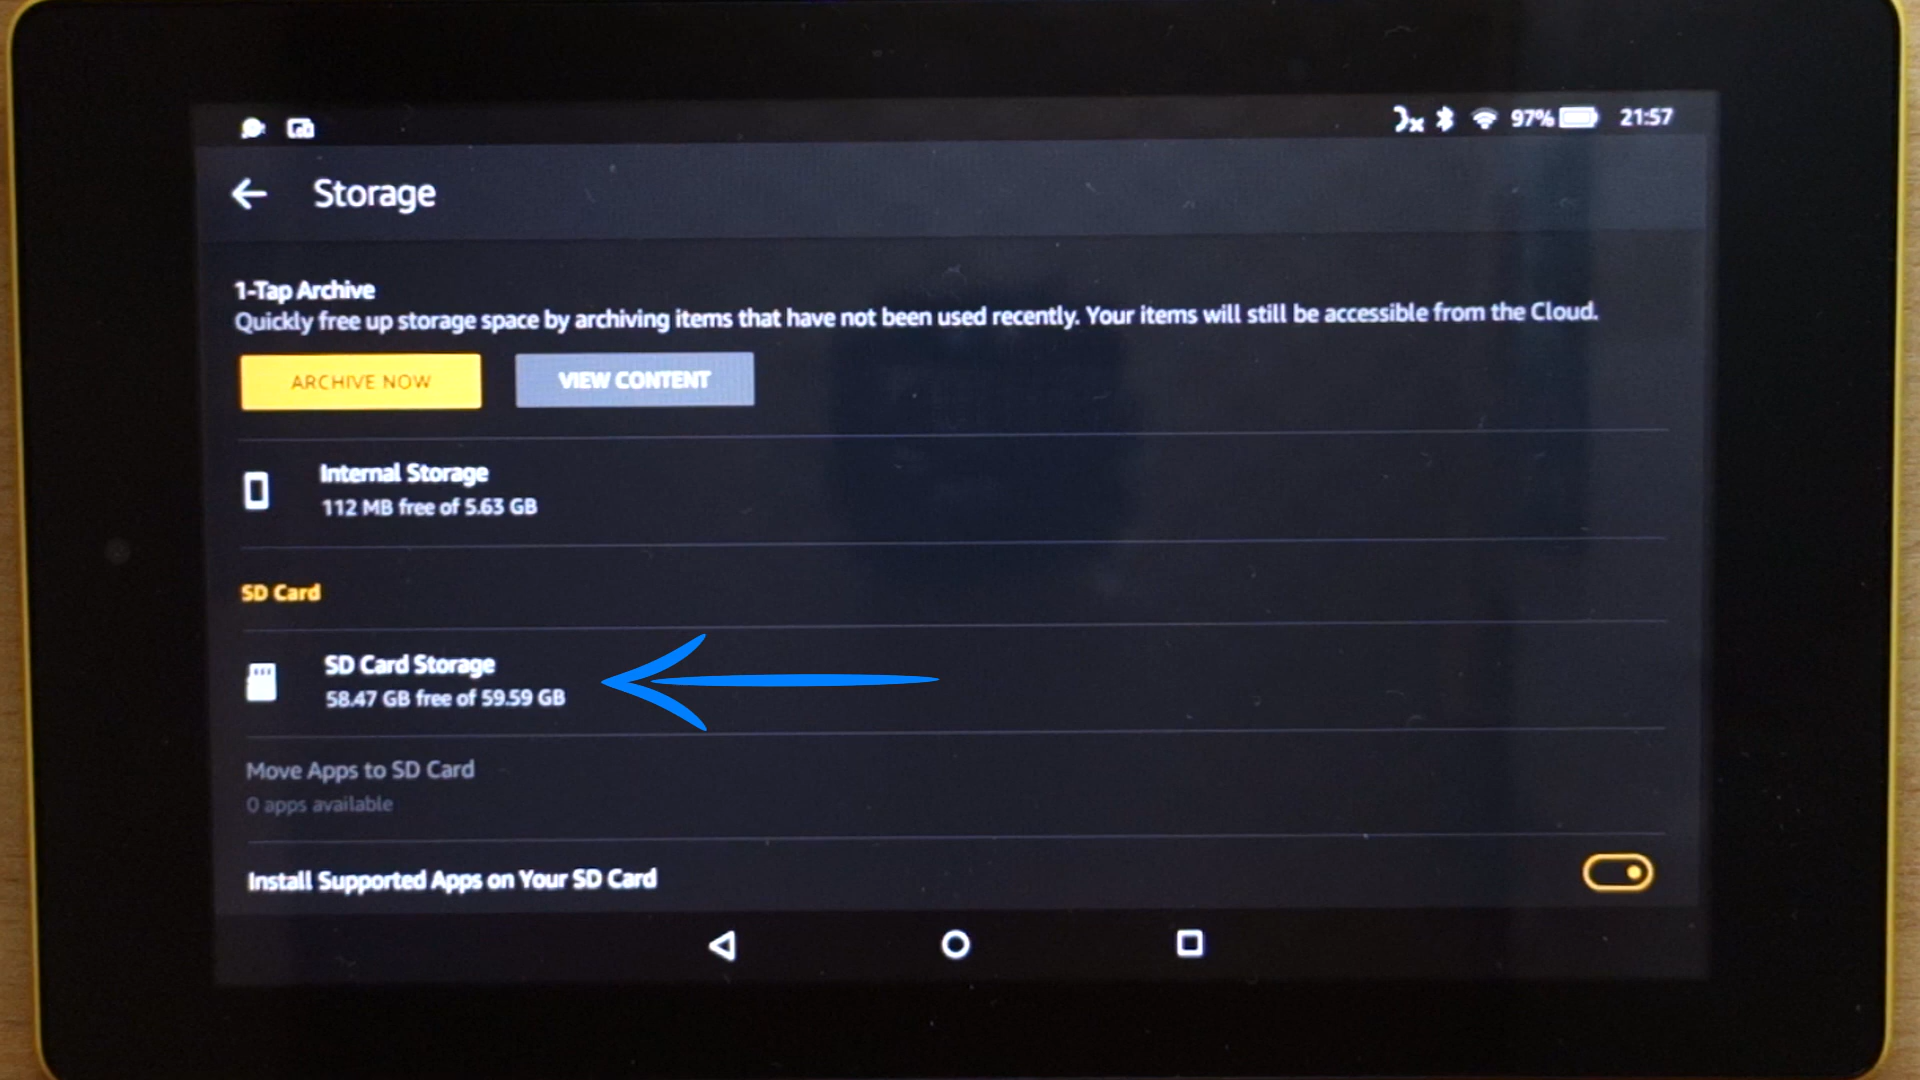 97% 21:57
Storage
1-Tap Archive
Quickly free up storage space by archiving items that have not been used recently. Your items will still be accessible from the Cloud.
ARCHIVE NOW VIEW CONTENT
Internal Storage
112 MB free of 5.63 GB
SD Card
SD Card Storage
58.47 GB free of 59.59 GB
Move Apps to SD Card
0 apps available
Install Supported Apps on Your SD Card